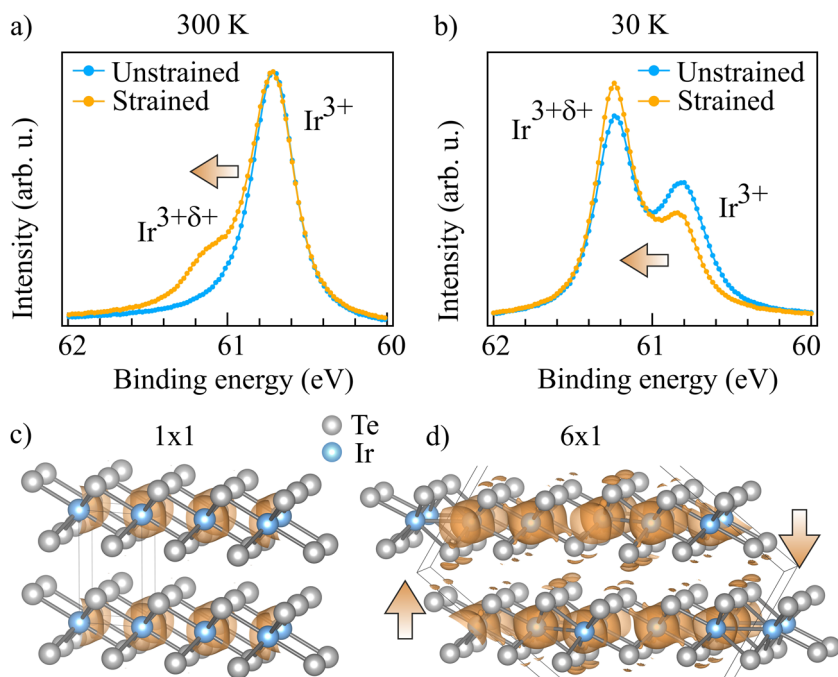 a) 300 K
Unstrained
Strained
Ir3+
Ir3+δ+
Intensity (arb. u.)
62 61 60
Binding energy (eV)
b) 30 K
Unstrained
Strained
Ir3+δ+
Ir3+
Intensity (arb. u.)
62 61 60
Binding energy (eV)
c) 1x1
Te
Ir
d) 6x1